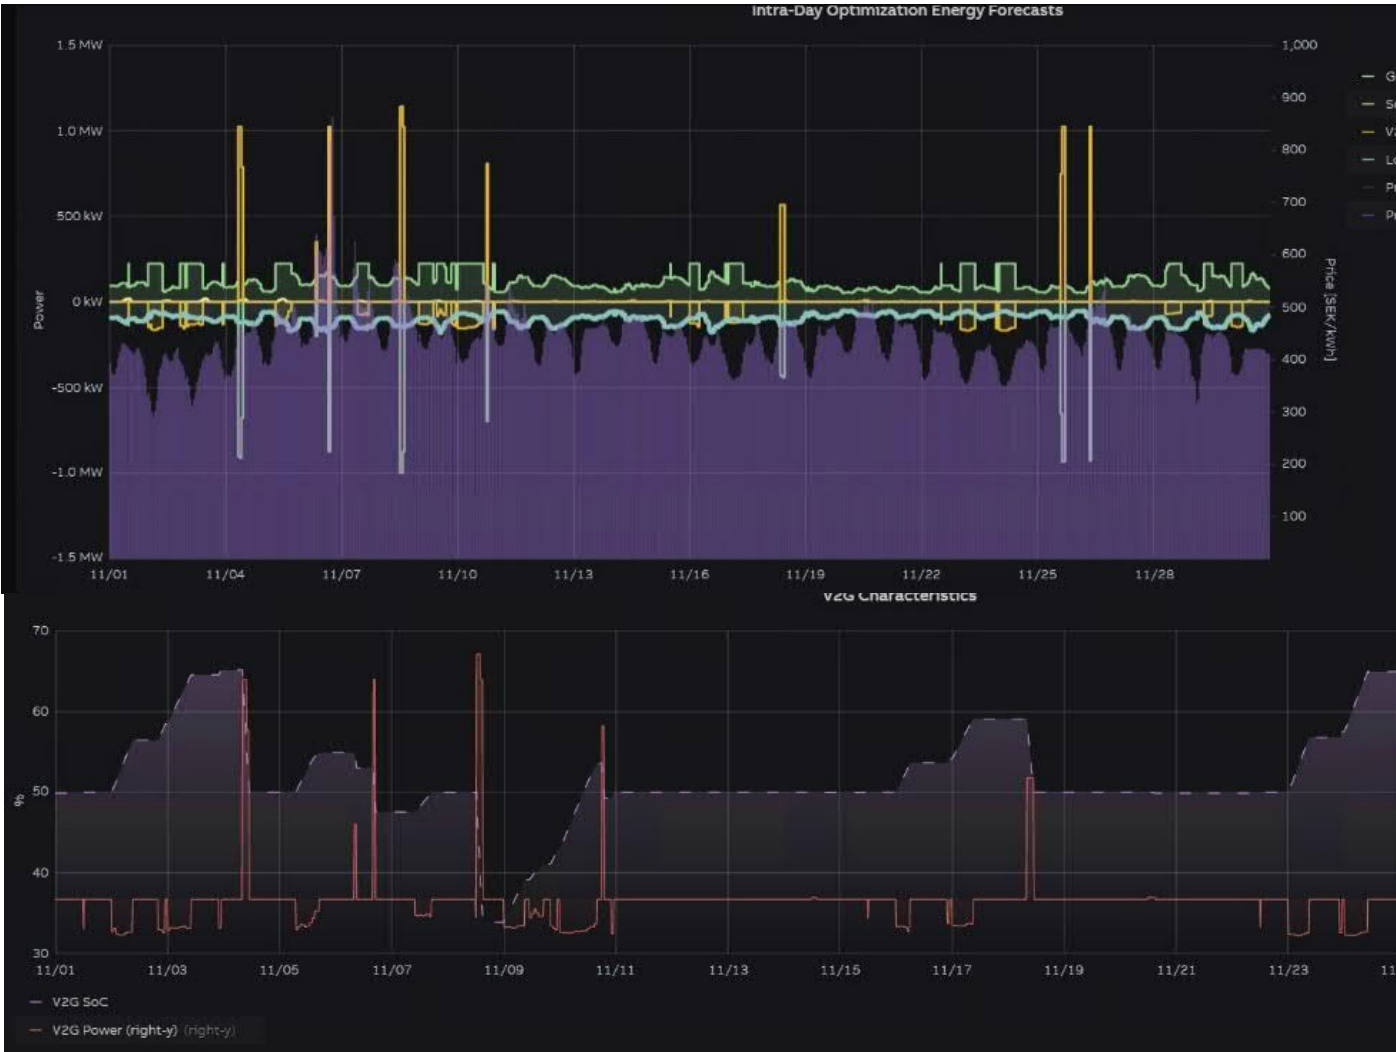 Intra-Day Optimization Energy Forecasts
1.5 MW
1,000
900
1.0 MW
800
700
500 kW
600
0 kW
500
400
-500 kW
300
-1.0 MW
200
100
-1.5 MW
Power
Price [SEK/kWh]
G
S
V
L
P
P
11/01 11/04 11/07 11/10 11/13 11/16 11/19 11/22 11/25 11/28
V2G Characteristics
70
60
50
%
40
30
11/01 11/03 11/05 11/07 11/09 11/11 11/13 11/15 11/17 11/19 11/21 11/23 11
V2G SoC
V2G Power (right-y) (right-y)